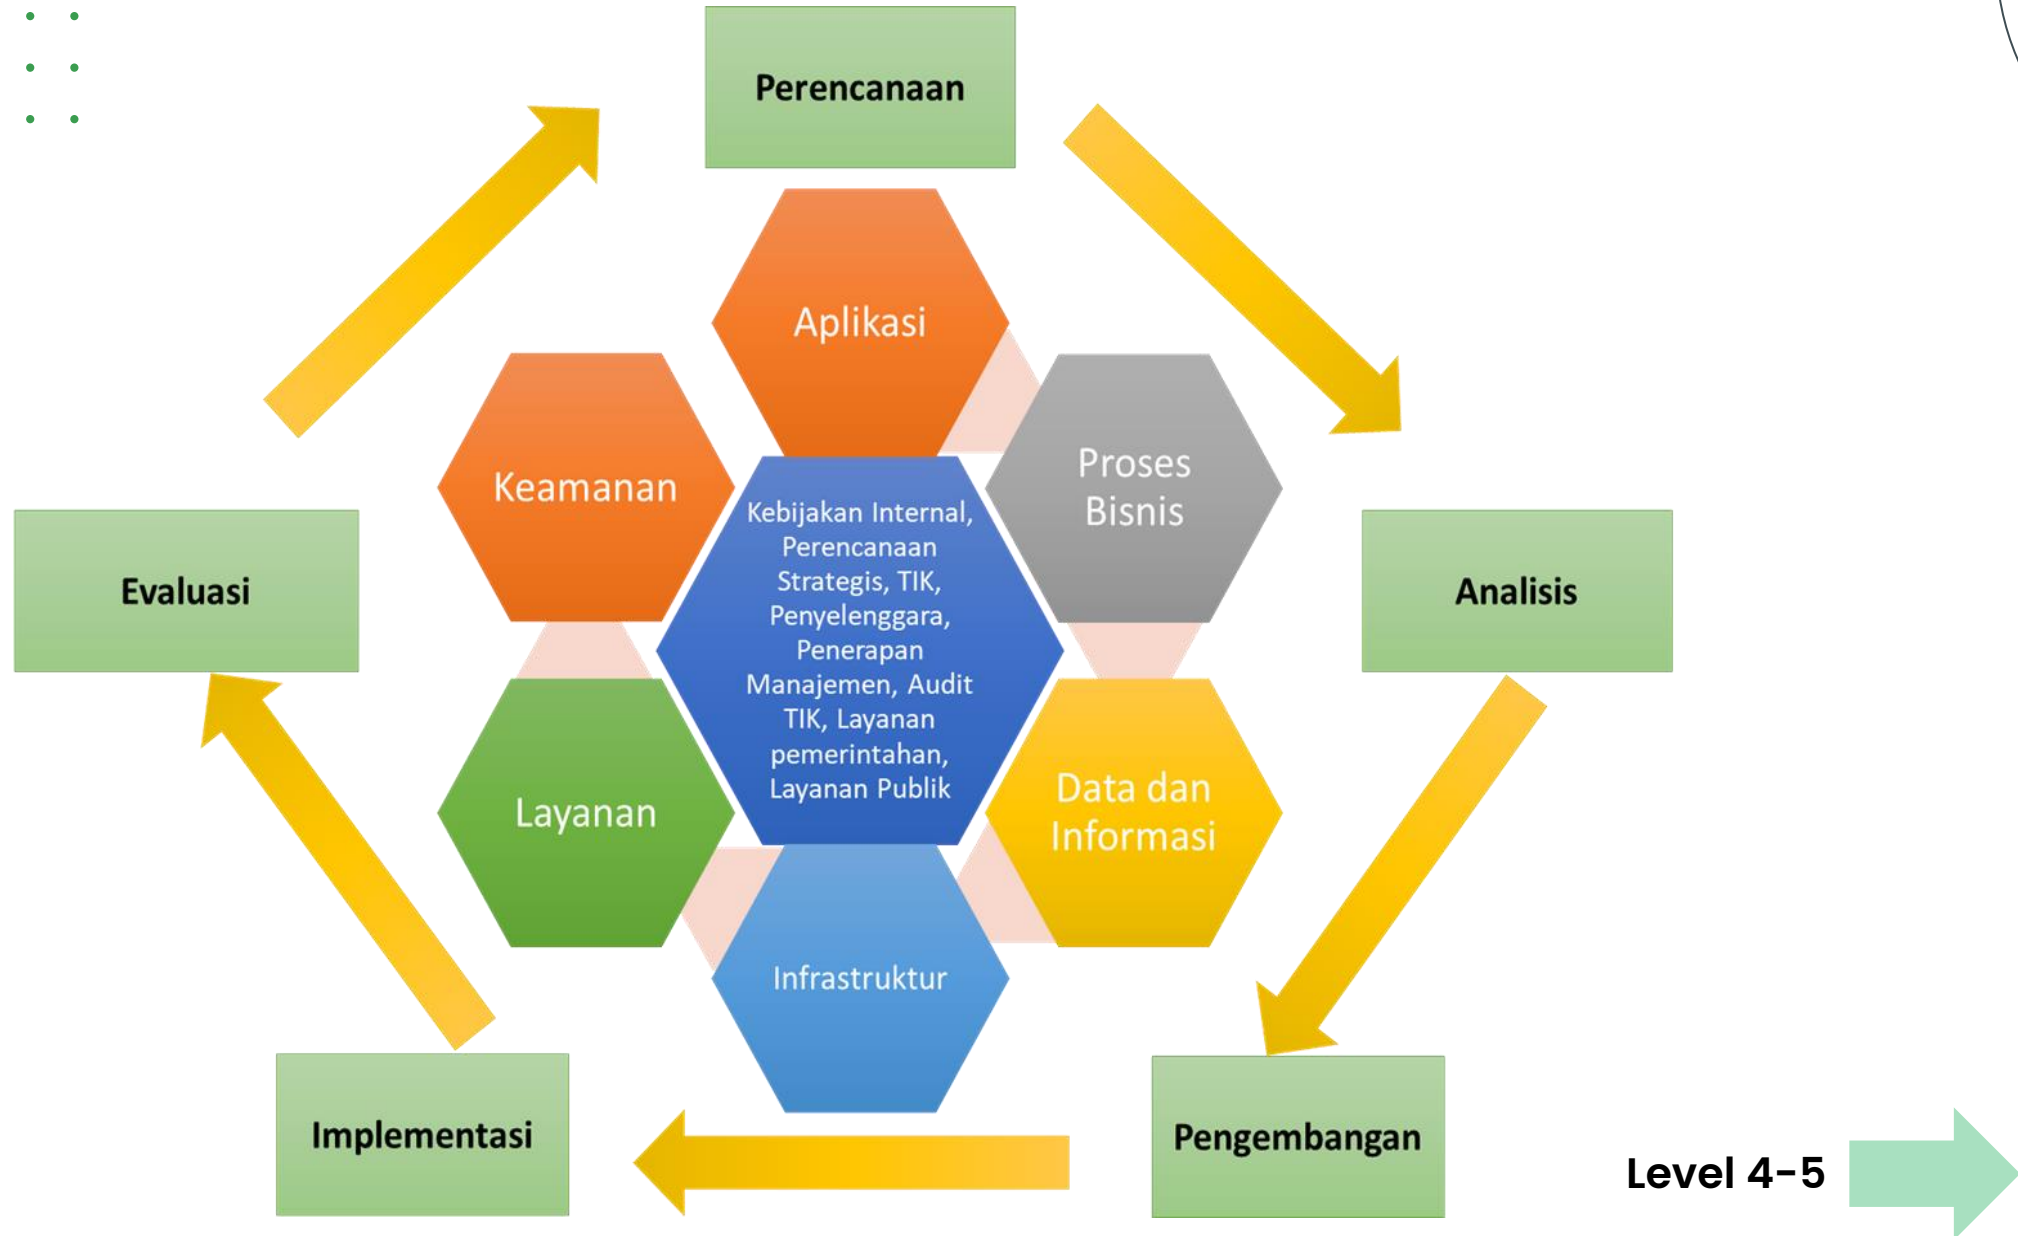 Perencanaan
Aplikasi
Keamanan
Proses
Bisnis
Kebijakan Internal,
Perencanaan
Strategis, TIK,
Penyelenggara,
Penerapan
Manajemen, Audit
TIK, Layanan
pemerintahan,
Layanan Publik
Evaluasi
Analisis
Layanan
Data dan
Informasi
Infrastruktur
Implementasi
Pengembangan
Level 4-5